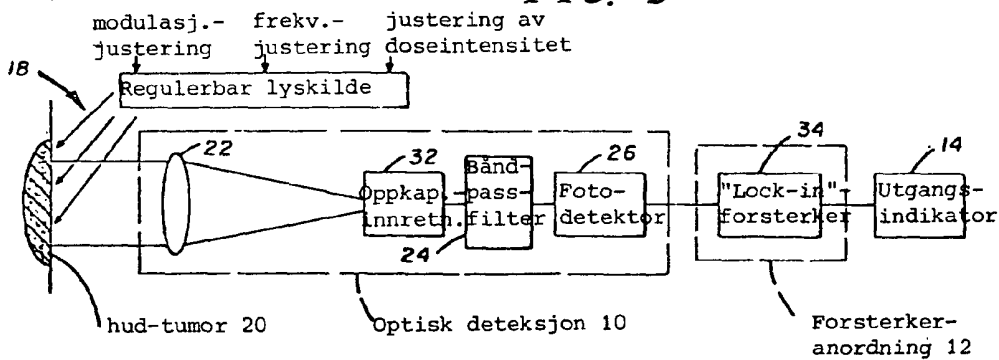 modulasj.- frekv.- justering av
justering justering doseintensitet
18
Regulerbar lyskilde
22
32
Bånd-
26
34
14
Oppkap.
innretn.
pass-
filter
Foto-
detektor
"Lock-in"-
forsterker
Utgangs-
indikator
24
hud-tumor 20
Optisk deteksjon 10
Forsterker-
anordning 12